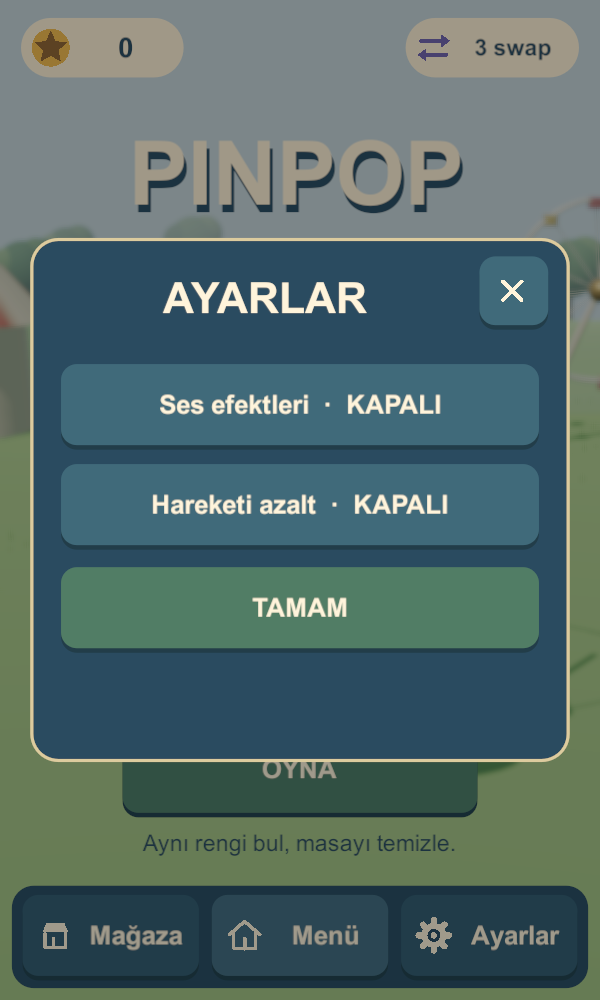 0
3 swap
PINPOP
AYARLAR
Ses efektleri · KAPALI
Hareketi azalt · KAPALI
TAMAM
OYNA
Aynı rengi bul, masayı temizle.
Mağaza
Menü
Ayarlar